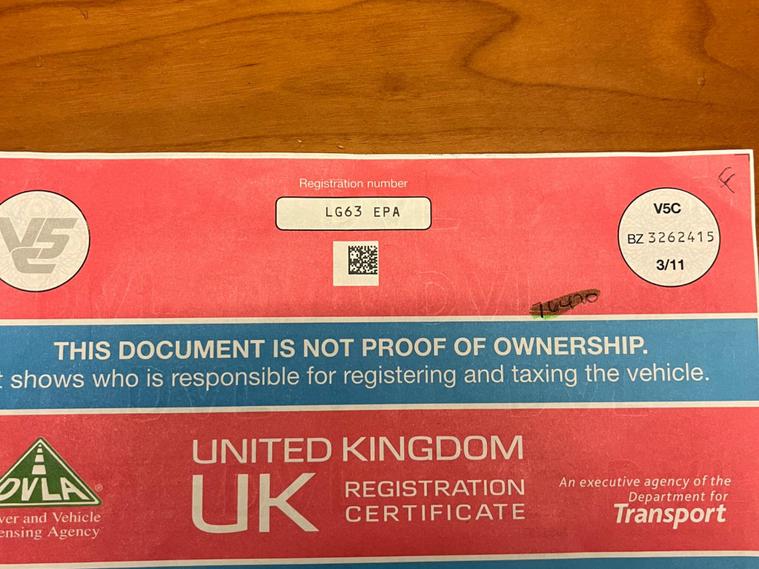 Registration number
LG63 EPA
V5C
V5C
BZ 3262415
3/11
THIS DOCUMENT IS NOT PROOF OF OWNERSHIP.
shows who is responsible for registering and taxing the vehicle.
DVLA
®
and Vehicle
Agency
UNITED KINGDOM
UK
REGISTRATION
CERTIFICATE
An executive agency of the
Department for
Transport